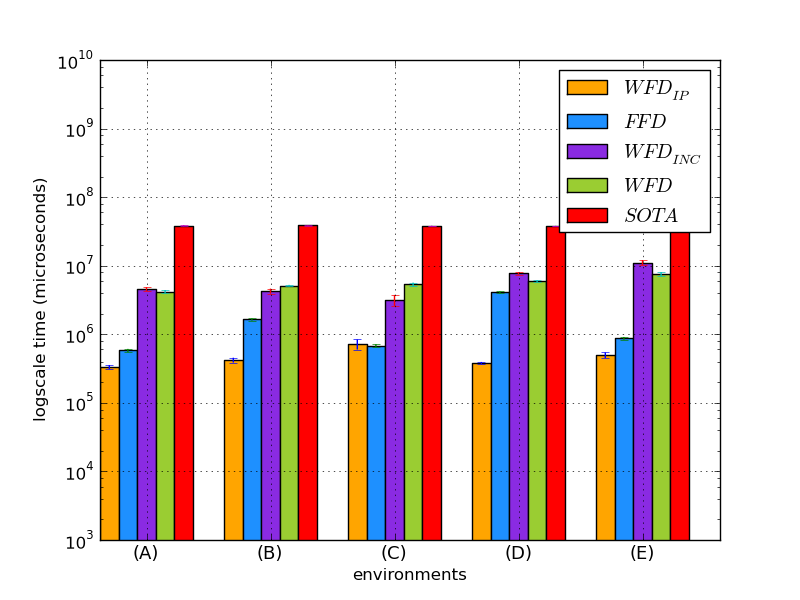 10^10
10^9
10^8
10^7
10^6
10^5
10^4
10^3
logscale time (microseconds)
WFD_IP
FFD
WFD_INC
WFD
SOTA
(A) (B) (C) (D) (E)
environments